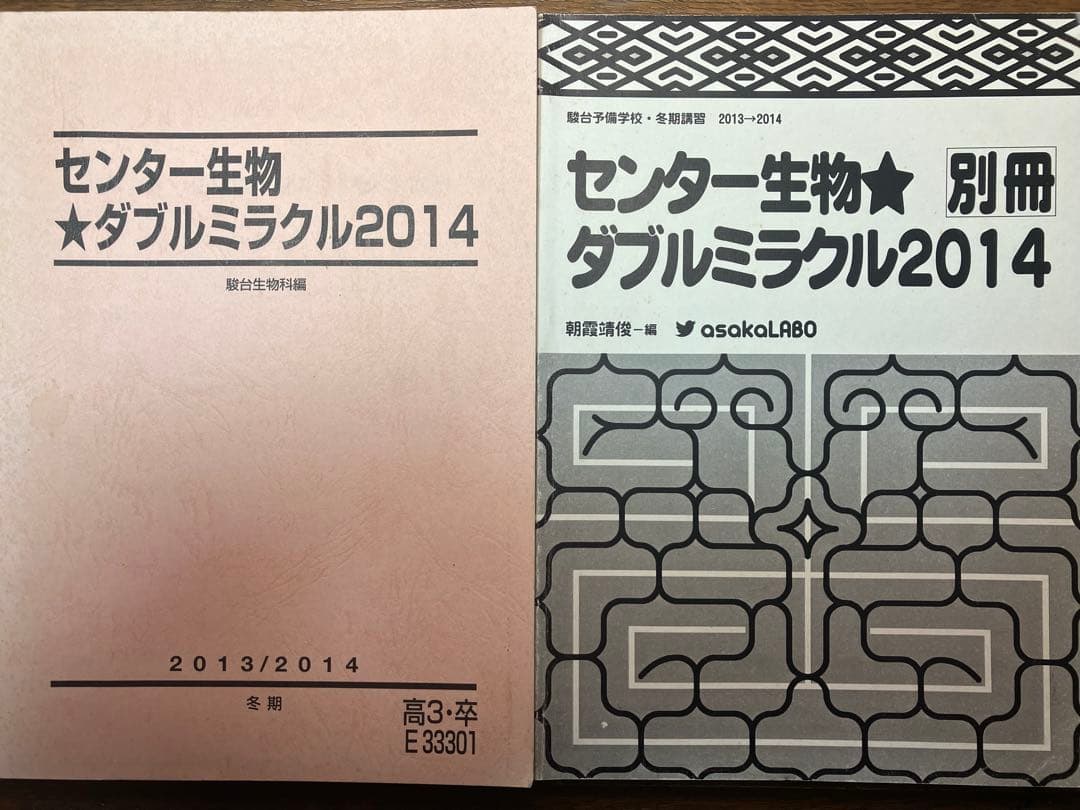 センター生物
★ダブルミラクル2014
駿台生物科編
2013/2014
冬期
高3・卒
E33301
駿台予備学校・冬期講習 2013→2014
センター生物★ 別冊
ダブルミラクル2014
朝霞靖俊−編 asakaLABO